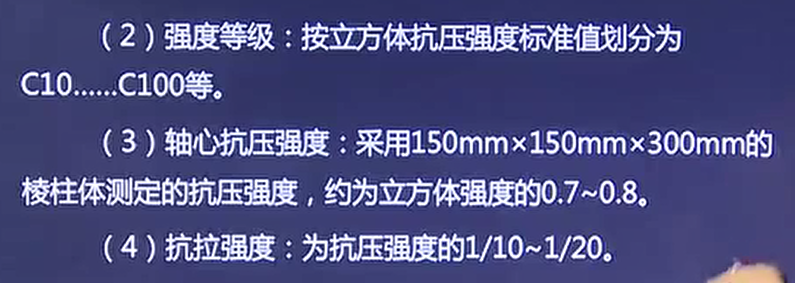 （2）强度等级：按立方体抗压强度标准值划分为
C10……C100等。
（3）轴心抗压强度：采用150mm×150mm×300mm的
棱柱体测定的抗压强度，约为立方体强度的0.7~0.8。
（4）抗拉强度：为抗压强度的1/10~1/20。